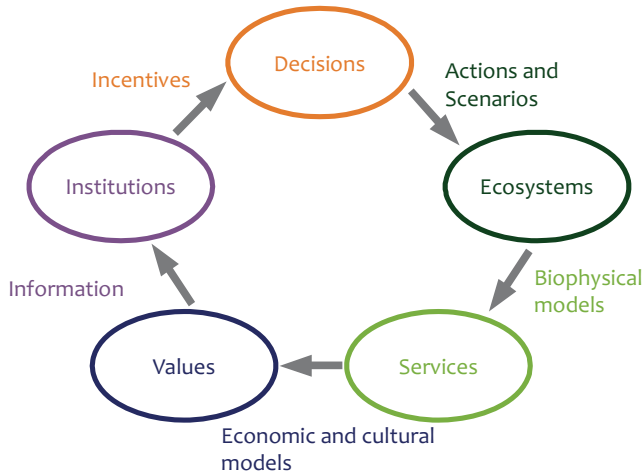 Decisions
Incentives
Actions and
Scenarios
Institutions
Ecosystems
Information
Biophysical
models
Values
Services
Economic and cultural
models